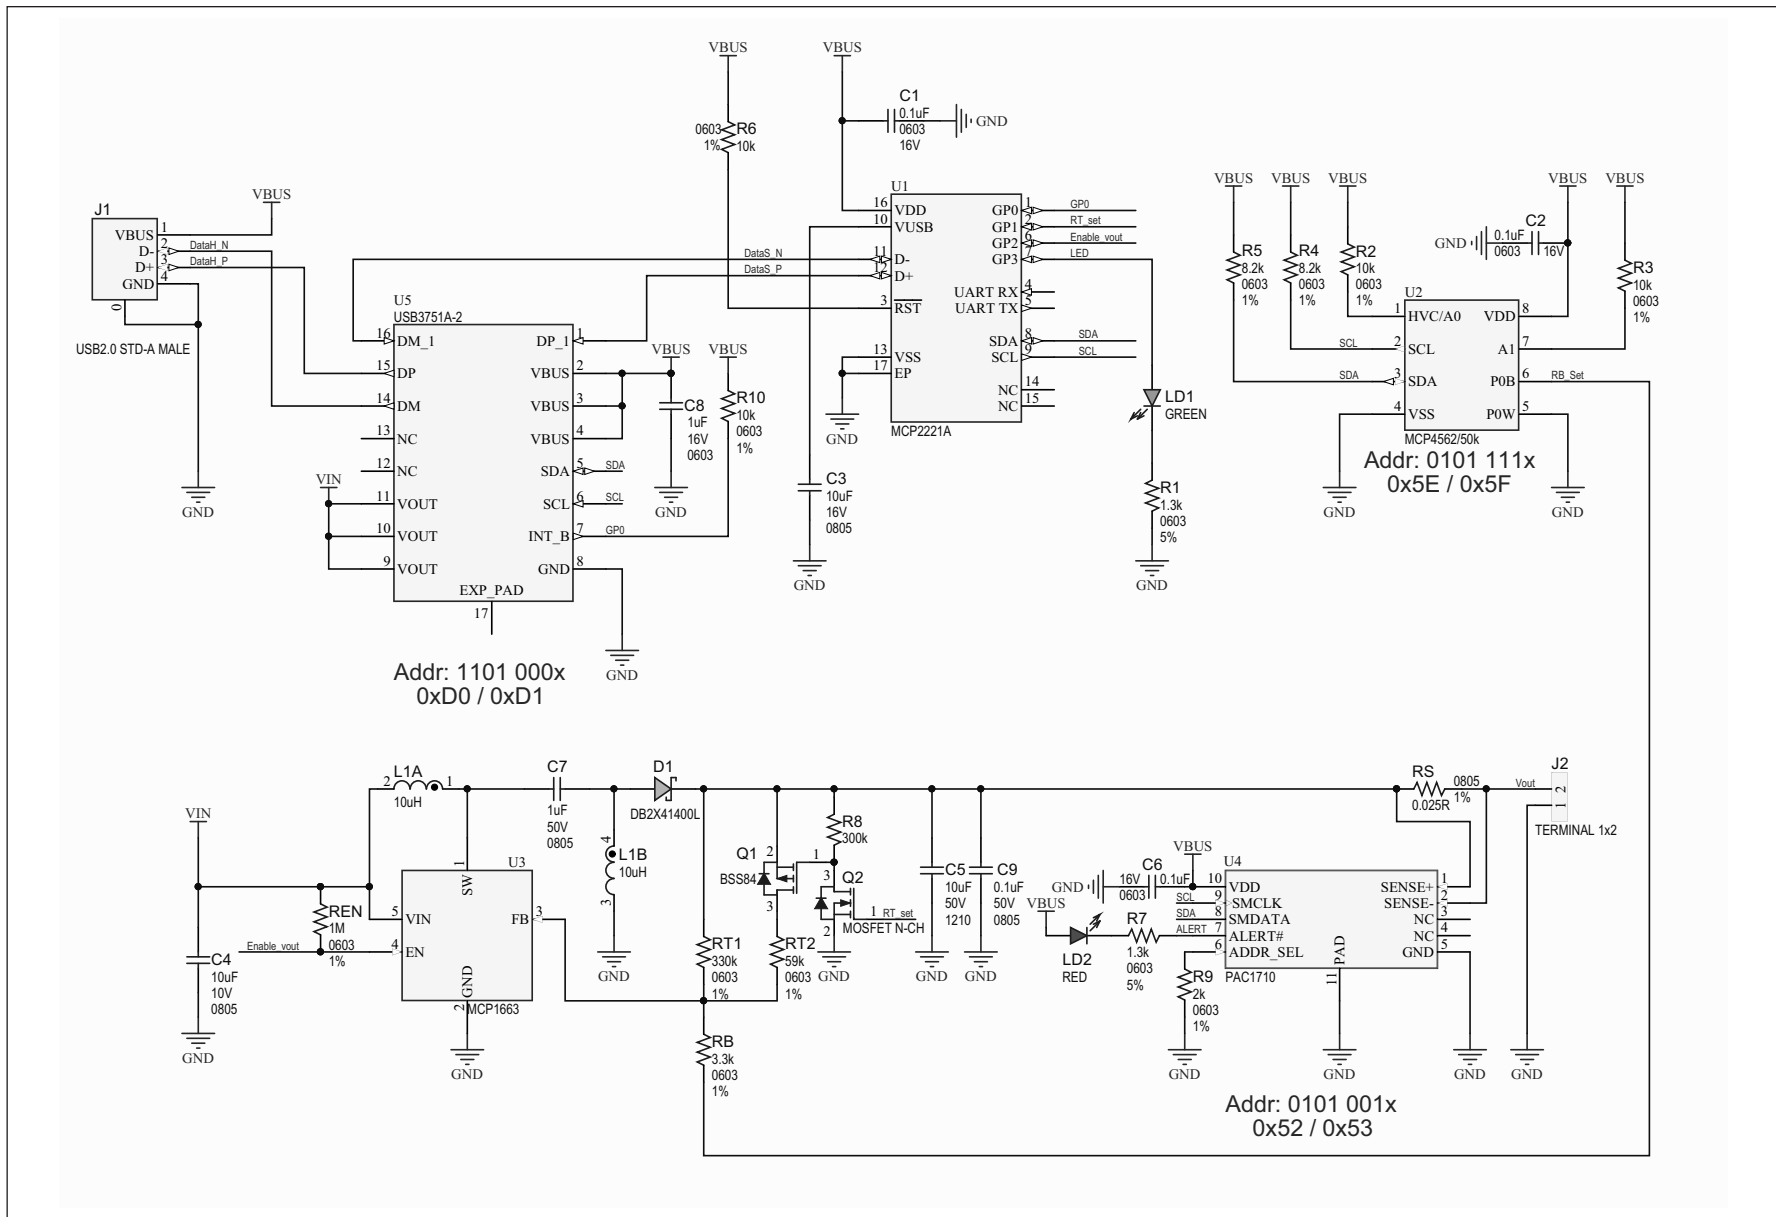 VBUS
VBUS
C1
0.1uF
0603
16V
GND
0603
1%
R6
10k
J1
VBUS
VBUS 1
D- 2 DataH_N
D+ 3 DataH_P
GND 4
0
USB2.0 STD-A MALE
GND
U5
USB3751A-2
16 DM_1
15 DP
14 DM
13 NC
12 NC
11 VOUT
10 VOUT
9 VOUT
DP_1 1
VBUS 2
VBUS 3
VBUS 4
SDA 5 SDA
SCL 6 SCL
INT_B 7 GP0
GND 8
EXP_PAD
17
VIN
VBUS
C8
1uF
16V
0603
GND
VBUS
R10
10k
0603
1%
GND
Addr: 1101 000x
0xD0 / 0xD1
U1
16 VDD
10 VUSB
DataS_N 11 D-
DataS_P 12 D+
3 RST
13 VSS
17 EP
GP0 1 GP0
GP1 2 RT_set
GP2 6 Enable_vout
GP3 7 LED
UART RX 4
UART TX 5
SDA 8 SDA
SCL 9 SCL
NC 14
NC 15
MCP2221A
GND
C3
10uF
16V
0805
GND
LD1
GREEN
R1
1.3k
0603
5%
GND
VBUS
VBUS
VBUS
VBUS
VBUS
R5
8.2k
0603
1%
R4
8.2k
0603
1%
R2
10k
0603
1%
C2
GND 0.1uF
0603
16V
R3
10k
0603
1%
U2
1 HVC/A0
SCL 2 SCL
SDA 3 SDA
4 VSS
VDD 8
A1 7
P0B 6 RB_Set
P0W 5
MCP4562/50k
GND
GND
Addr: 0101 111x
0x5E / 0x5F
VIN
L1A
2 1
10uH
C7
1uF
50V
0805
D1
DB2X41400L
4
L1B
10uH
3
GND
U3
1 SW
5 VIN
4 EN
FB 3
2 GND
MCP1663
GND
REN
1M
0603
1%
Enable_vout
C4
10uF
10V
0805
GND
Q1
BSS84
2
1
3
R8
300k
Q2
3
1 RT_set
MOSFET N-CH
2
GND
RT1
330k
0603
1%
RT2
59k
0603
1%
RB
3.3k
0603
1%
C5
10uF
50V
1210
GND
C9
0.1uF
50V
0805
GND
RS
0.025R
0805
1%
Vout
J2
2
1
TERMINAL 1x2
VBUS
C6
GND 16V 0.1uF
0603
U4
10 VDD
SCL 9 SMCLK
SDA 8 SMDATA
ALERT 7 ALERT#
6 ADDR_SEL
SENSE+ 1
SENSE- 2
NC 3
NC 4
GND 5
PAD
11
PAC1710
VBUS
LD2
RED
R7
1.3k
0603
5%
R9
2k
0603
1%
GND
GND
GND
GND
Addr: 0101 001x
0x52 / 0x53